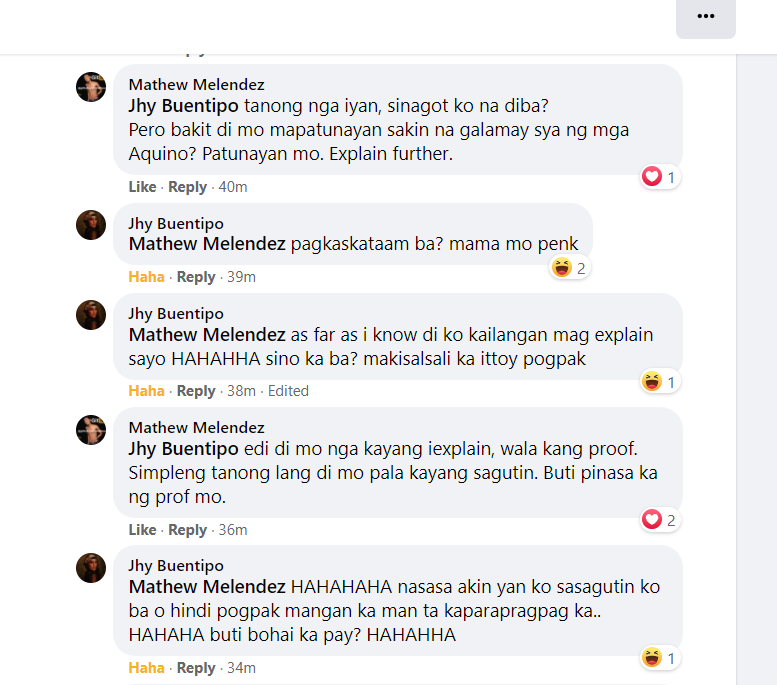 Mathew Melendez
Jhy Buentipo tanong nga iyan, sinagot ko na diba?
Pero bakit di mo mapatunayan sakin na galamay sya ng mga
Aquino? Patunayan mo. Explain further.
1
Like · Reply · 40m
Jhy Buentipo
Mathew Melendez pagkaskataam ba? mama mo penk
2
Haha · Reply · 39m
Jhy Buentipo
Mathew Melendez as far as i know di ko kailangan mag explain
sayo HAHAHHA sino ka ba? makisalsali ka ittoy pogpak
1
Haha · Reply · 38m · Edited
Mathew Melendez
Jhy Buentipo edi di mo nga kayang iexplain, wala kang proof.
Simpleng tanong lang di mo pala kayang sagutin. Buti pinasa ka
ng prof mo.
2
Like · Reply · 36m
Jhy Buentipo
Mathew Melendez HAHAHAHA nasasa akin yan ko sasagutin ko
ba o hindi pogpak mangan ka man ta kaparapragpag ka..
HAHAHA buti bohai ka pay? HAHAHHA
1
Haha · Reply · 34m